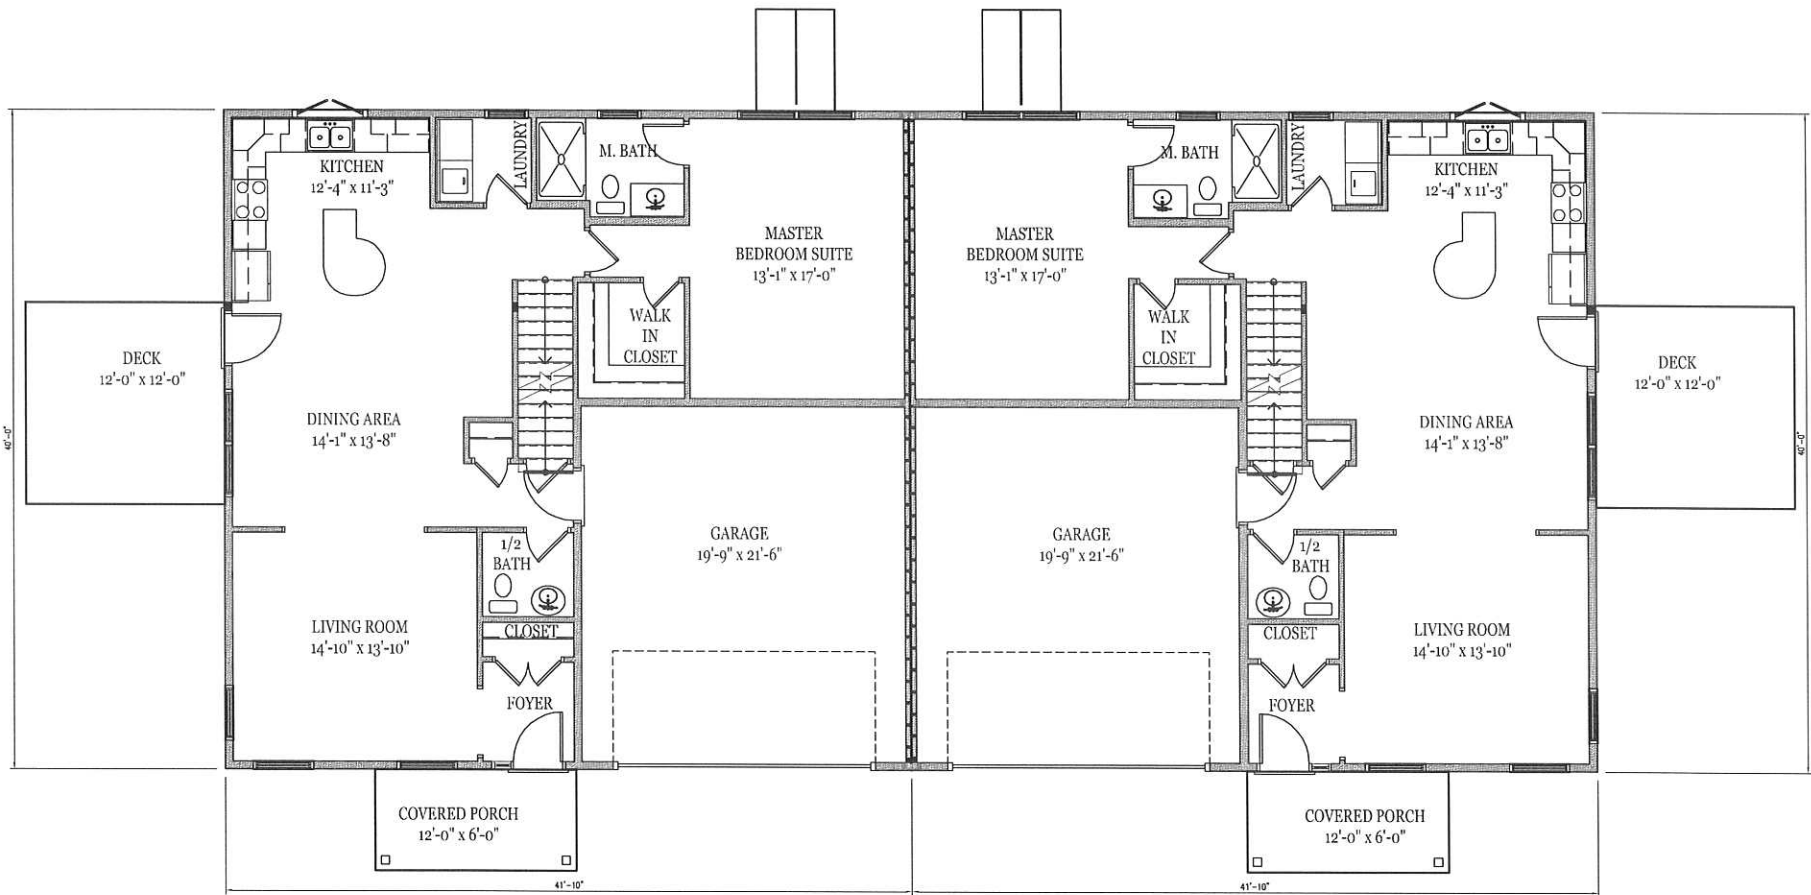 KITCHEN
12'-4" x 11'-3"
LAUNDRY
M. BATH
MASTER
BEDROOM SUITE
13'-1" x 17'-0"
WALK
IN
CLOSET
DECK
12'-0" x 12'-0"
DINING AREA
14'-1" x 13'-8"
40'-0"
1/2
BATH
GARAGE
19'-9" x 21'-6"
LIVING ROOM
14'-10" x 13'-10"
CLOSET
FOYER
COVERED PORCH
12'-0" x 6'-0"
41'-10"
M. BATH
LAUNDRY
KITCHEN
12'-4" x 11'-3"
MASTER
BEDROOM SUITE
13'-1" x 17'-0"
WALK
IN
CLOSET
DECK
12'-0" x 12'-0"
DINING AREA
14'-1" x 13'-8"
40'-0"
GARAGE
19'-9" x 21'-6"
1/2
BATH
LIVING ROOM
14'-10" x 13'-10"
CLOSET
FOYER
COVERED PORCH
12'-0" x 6'-0"
41'-10"